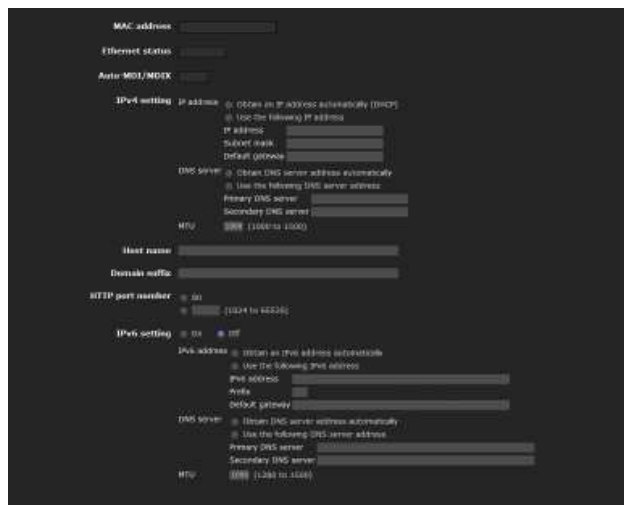 MAC address
Ethernet status
Auto-MDI/MDIX
IPv4 setting IP address Obtain an IP address automatically (DHCP)
Use the following IP address
IP address
Subnet mask
Default gateway
DNS server Obtain DNS server address automatically
Use the following DNS server address
Primary DNS server
Secondary DNS server
MTU (1000 to 1500)
Host name
Domain suffix
HTTP port number 80
(1024 to 65535)
IPv6 setting On Off
IPv6 address Obtain an IPv6 address automatically
Use the following IPv6 address
IPv6 address
Prefix
Default gateway
DNS server Obtain DNS server address automatically
Use the following DNS server address
Primary DNS server
Secondary DNS server
MTU (1280 to 1500)